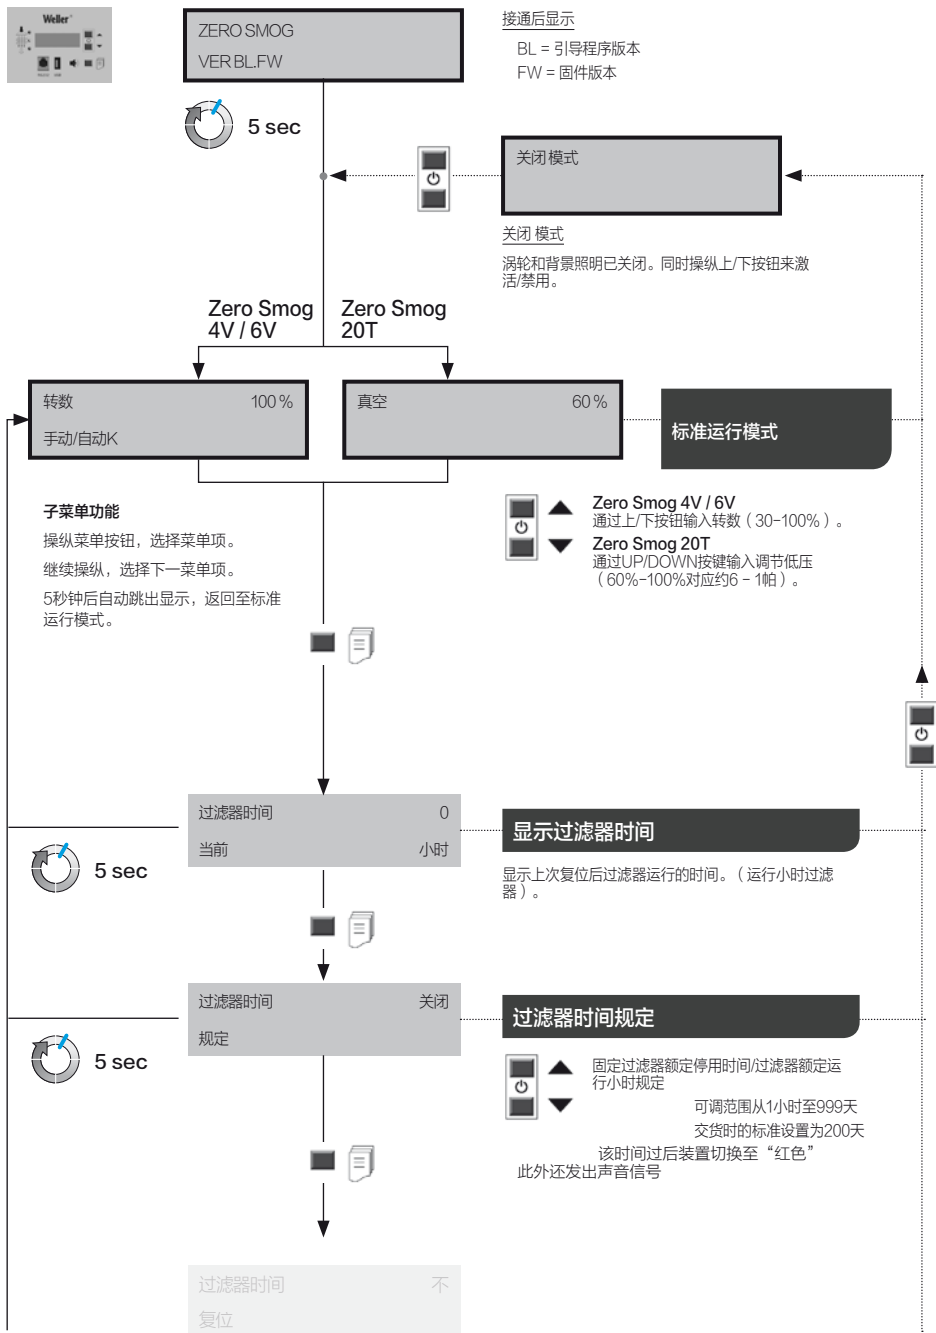 Weller
ZERO SMOG
VER BL.FW
接通后显示
BL = 引导程序版本
FW = 固件版本
5 sec
关闭 模式
关闭 模式
涡轮和背景照明已关闭。同时操纵上/下按钮来激
活/禁用。
Zero Smog
4V / 6V
Zero Smog
20T
转数 100 %
手动/自动K
真空 60 %
标准运行模式
子菜单功能
操纵菜单按钮，选择菜单项。
继续操纵，选择下一菜单项。
5秒钟后自动跳出显示，返回至标准
运行模式。
Zero Smog 4V / 6V
通过上/下按钮输入转数（30-100%）。
Zero Smog 20T
通过UP/DOWN按键输入调节低压
（60%-100%对应约6 - 1帕）。
过滤器时间 0
当前 小时
5 sec
显示过滤器时间
显示上次复位后过滤器运行的时间。（运行小时过滤
器）。
过滤器时间 关闭
规定
5 sec
过滤器时间规定
固定过滤器额定停用时间/过滤器额定运
行小时规定
可调范围从1小时至999天
交货时的标准设置为200天
该时间过后装置切换至“红色”
此外还发出声音信号
过滤器时间 不
复位